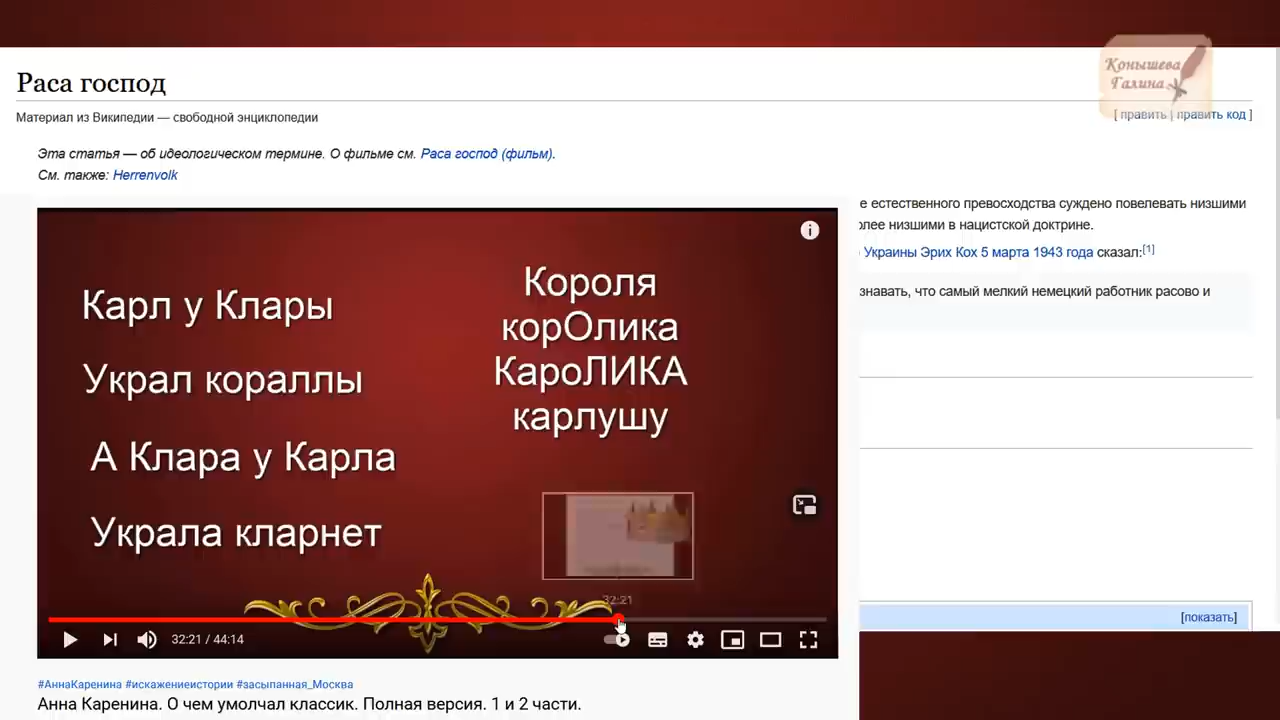 Конышева
Галина
Раса господ
Материал из Википедии — свободной энциклопедии
[ править | править код ]
Эта статья — об идеологическом термине. О фильме см. Раса господ (фильм).
См. также: Herrenvolk
е естественного превосходства суждено повелевать низшими
олее низшими в нацистской доктрине.
Украины Эрих Кох 5 марта 1943 года сказал:[1]
знавать, что самый мелкий немецкий работник расово и
[показать]
Карл у Клары
Украл кораллы
А Клара у Карла
Украла кларнет
Короля
корОлика
КароЛИКА
карлушу
32:21
32:21 / 44:14
#АннаКаренина #искажениеистории #засыпанная_Москва
Анна Каренина. О чем умолчал классик. Полная версия. 1 и 2 части.